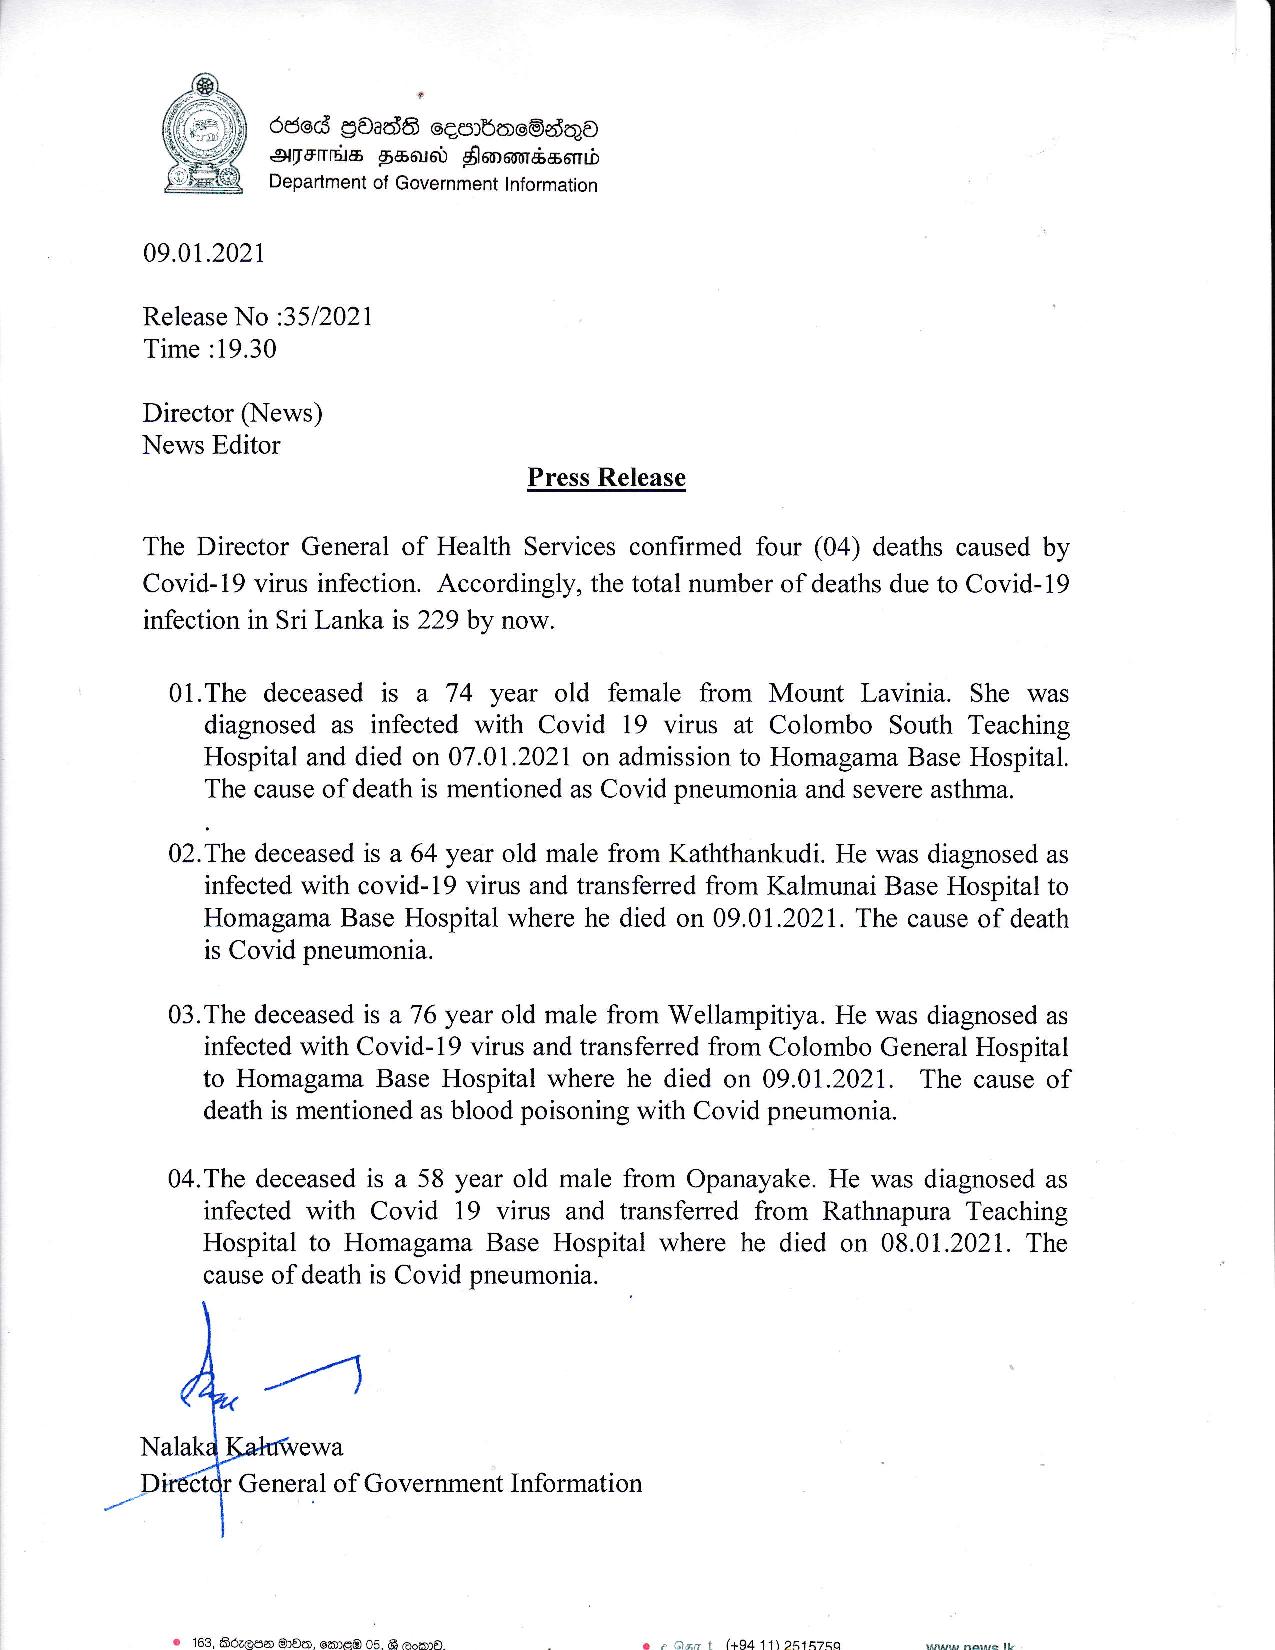 රජයේ ප්‍රවෘත්ති දෙපාර්තමේන්තුව
அரசாங்க தகவல் திணைக்களம்
Department of Government Information
09.01.2021
Release No :35/2021
Time :19.30
Director (News)
News Editor
Press Release
The Director General of Health Services confirmed four (04) deaths caused by
Covid-19 virus infection. Accordingly, the total number of deaths due to Covid-19
infection in Sri Lanka is 229 by now.
01.The deceased is a 74 year old female from Mount Lavinia. She was
diagnosed as infected with Covid 19 virus at Colombo South Teaching
Hospital and died on 07.01.2021 on admission to Homagama Base Hospital.
The cause of death is mentioned as Covid pneumonia and severe asthma.
.
02.The deceased is a 64 year old male from Kaththankudi. He was diagnosed as
infected with covid-19 virus and transferred from Kalmunai Base Hospital to
Homagama Base Hospital where he died on 09.01.2021. The cause of death
is Covid pneumonia.
03.The deceased is a 76 year old male from Wellampitiya. He was diagnosed as
infected with Covid-19 virus and transferred from Colombo General Hospital
to Homagama Base Hospital where he died on 09.01.2021. The cause of
death is mentioned as blood poisoning with Covid pneumonia.
04.The deceased is a 58 year old male from Opanayake. He was diagnosed as
infected with Covid 19 virus and transferred from Rathnapura Teaching
Hospital to Homagama Base Hospital where he died on 08.01.2021. The
cause of death is Covid pneumonia.
Nalaka Kaluwewa
Director General of Government Information
163, කිරුලපන මාවත, කොළඹ 05, ශ්‍රී ලංකාව.
(+94 11) 2515759
www.news.lk